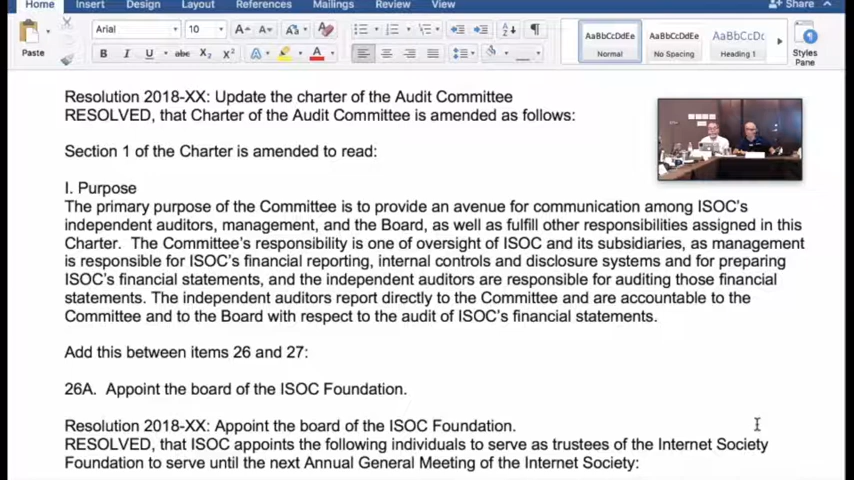 Home Insert Design Layout References Mailings Review View Share
Arial 10
Paste
AaBbCcDdEe AaBbCcDdEe AaBbCcDc
Normal No Spacing Heading 1 Styles Pane
Resolution 2018-XX: Update the charter of the Audit Committee
RESOLVED, that Charter of the Audit Committee is amended as follows:
Section 1 of the Charter is amended to read:
I. Purpose
The primary purpose of the Committee is to provide an avenue for communication among ISOC's
independent auditors, management, and the Board, as well as fulfill other responsibilities assigned in this
Charter. The Committee's responsibility is one of oversight of ISOC and its subsidiaries, as management
is responsible for ISOC's financial reporting, internal controls and disclosure systems and for preparing
ISOC's financial statements, and the independent auditors are responsible for auditing those financial
statements. The independent auditors report directly to the Committee and are accountable to the
Committee and to the Board with respect to the audit of ISOC's financial statements.
Add this between items 26 and 27:
26A. Appoint the board of the ISOC Foundation.
Resolution 2018-XX: Appoint the board of the ISOC Foundation.
RESOLVED, that ISOC appoints the following individuals to serve as trustees of the Internet Society
Foundation to serve until the next Annual General Meeting of the Internet Society: